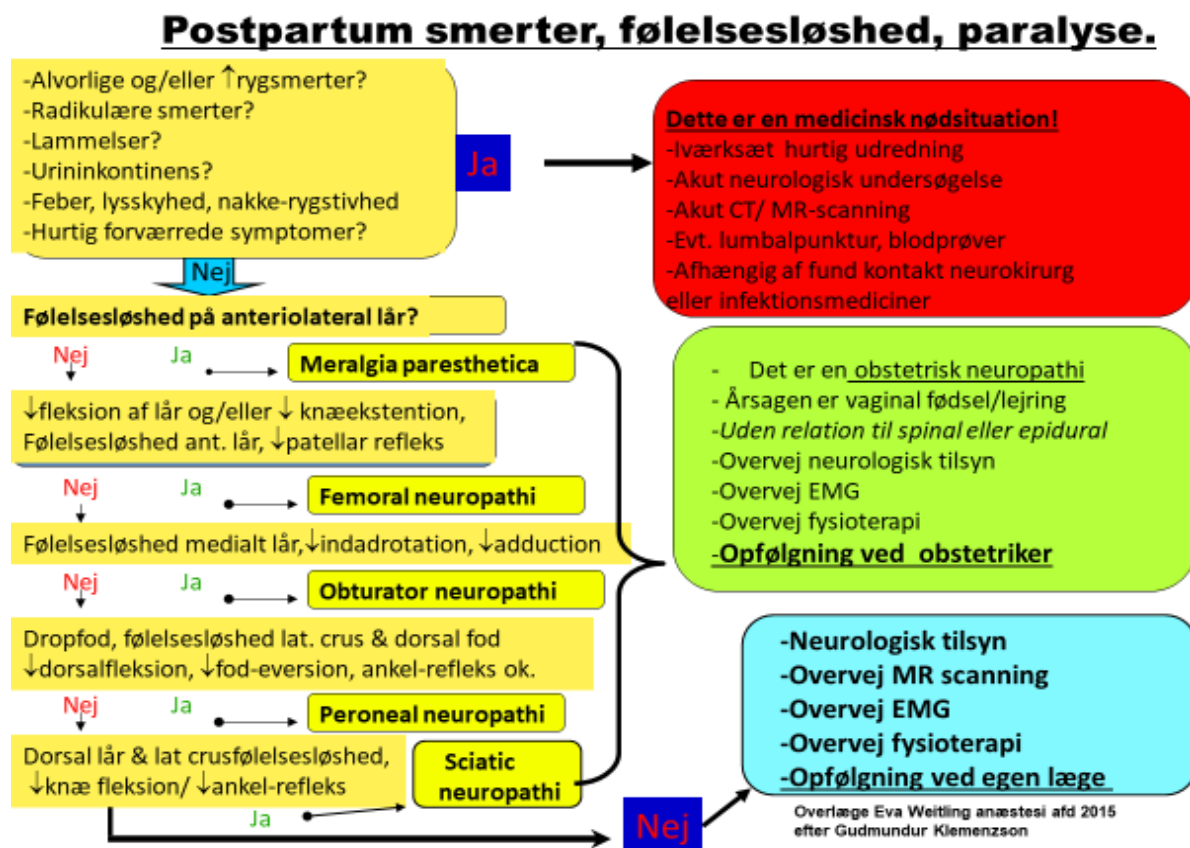 Postpartum smerter, følelsesløshed, paralyse.
-Alvorlige og/eller ↑rygsmerter?
-Radikulære smerter?
-Lammelser?
-Urininkontinens?
-Feber, lysskyhed, nakke-rygstivhed
-Hurtig forværrede symptomer?
Ja
Dette er en medicinsk nødsituation!
-Iværksæt hurtig udredning
-Akut neurologisk undersøgelse
-Akut CT/ MR-scanning
-Evt. lumbalpunktur, blodprøver
-Afhængig af fund kontakt neurokirurg
eller infektionsmediciner
Nej
Følelsesløshed på anteriolateral lår?
Nej
Ja
Meralgia paresthetica
↓fleksion af lår og/eller ↓ knæekstention,
Følelsesløshed ant. lår, ↓patellar refleks
Nej
Ja
Femoral neuropathi
Følelsesløshed medialt lår,↓indadrotation, ↓adduction
Nej
Ja
Obturator neuropathi
Dropfod, følelsesløshed lat. crus & dorsal fod
↓dorsalfleksion, ↓fod-eversion, ankel-refleks ok.
Nej
Ja
Peroneal neuropathi
Dorsal lår & lat crusfølelsesløshed,
↓knæ fleksion/ ↓ankel-refleks
Ja
Sciatic
neuropathi
- Det er en obstetrisk neuropathi
- Årsagen er vaginal fødsel/lejring
-Uden relation til spinal eller epidural
-Overvej neurologisk tilsyn
-Overvej EMG
-Overvej fysioterapi
-Opfølgning ved obstetriker
Nej
-Neurologisk tilsyn
-Overvej MR scanning
-Overvej EMG
-Overvej fysioterapi
-Opfølgning ved egen læge
Overlæge Eva Weitling anæstesi afd 2015
efter Gudmundur Klemenzson